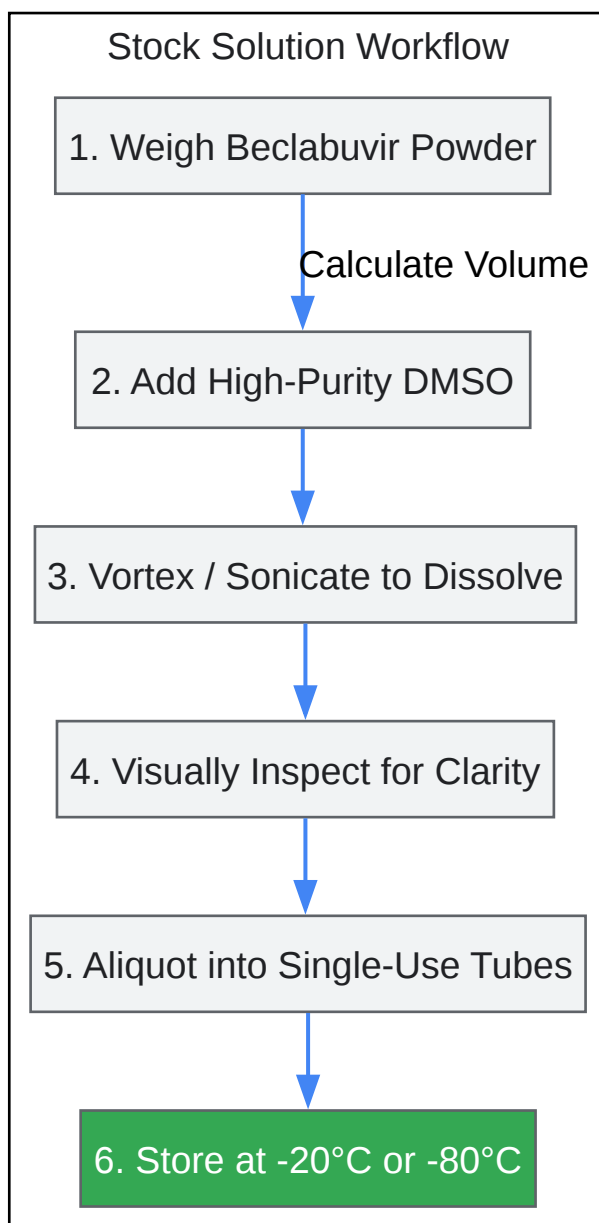 Stock Solution Workflow
1. Weigh Beclabuvir Powder
Calculate Volume
2. Add High-Purity DMSO
3. Vortex / Sonicate to Dissolve
4. Visually Inspect for Clarity
5. Aliquot into Single-Use Tubes
6. Store at -20°C or -80°C